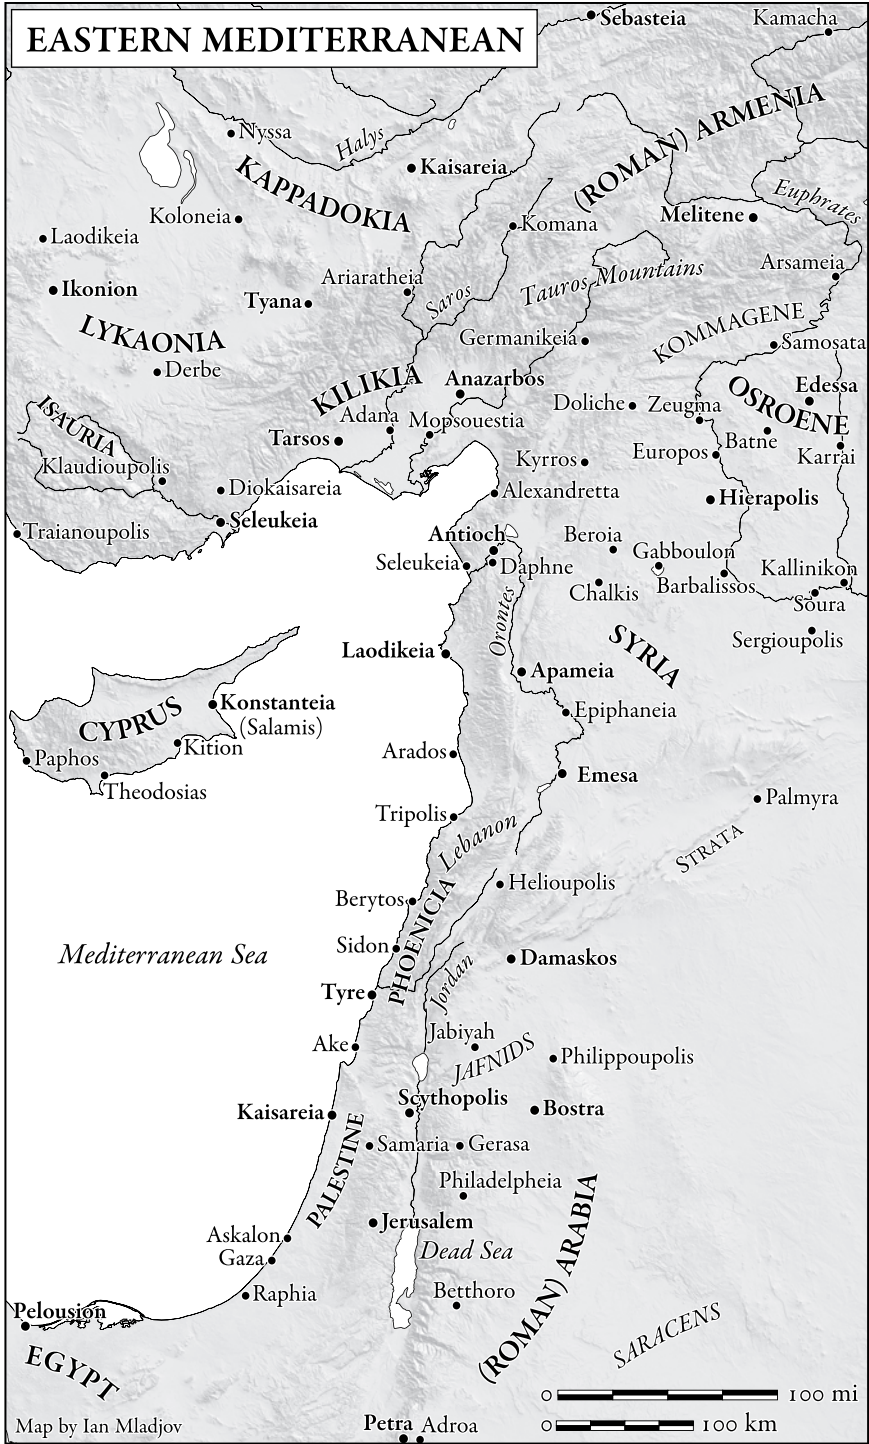 EASTERN MEDITERRANEAN
Sebasteia
Kamacha
(ROMAN) ARMENIA
Nyssa
Halys
Kaisareia
KAPPADOKIA
Euphrates
Koloneia
Komana
Melitene
Laodikeia
Arsameia
Ikonion
Ariaratheia
Tyana
Saros
Tauros Mountains
LYKAONIA
Germanikeia
KOMMAGENE
Samosata
Derbe
KILIKIA
Anazarbos
Doliche
Zeugma
OSROENE
Edessa
ISAURIA
Adana
Mopsouestia
Tarsos
Batne
Karrai
Klaudioupolis
Kyrros
Europos
Diokaisareia
Alexandretta
Hierapolis
Traianoupolis
Seleukeia
Antioch
Beroia
Gabboulon
Seleukeia
Daphne
Chalkis
Barbalissos
Kallinikon
Soura
Orontes
Sergioupolis
SYRIA
Laodikeia
Apameia
CYPRUS
Konstanteia
(Salamis)
Epiphaneia
Paphos
Kition
Theodosias
Arados
Emesa
Palmyra
Tripolis
Lebanon
STRATA
Helioupolis
Berytos
PHOENICIA
Sidon
Mediterranean Sea
Damaskos
Tyre
Jordan
Jabiyah
Ake
JAFNIDS
Philippoupolis
Scythopolis
Kaisareia
Bostra
PALESTINE
Samaria
Gerasa
Philadelpheia
Jerusalem
(ROMAN) ARABIA
Askalon
Dead Sea
Gaza
Raphia
Betthoro
Pelousion
SARACENS
EGYPT
0 100 mi
0 100 km
Map by Ian Mladjov
Petra
Adroa